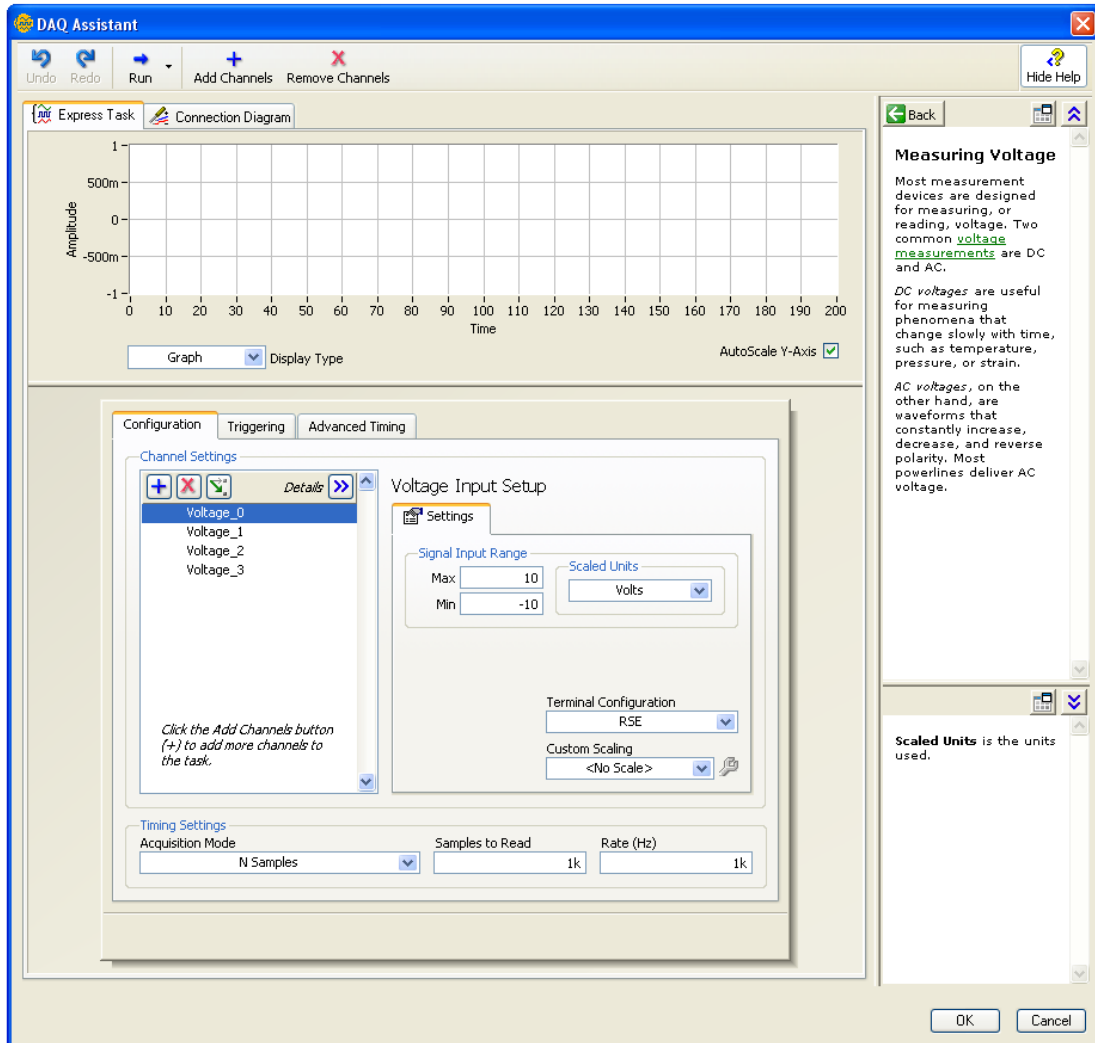 DAQ Assistant
Undo Redo Run Add Channels Remove Channels Hide Help
Express Task Connection Diagram
1
500m
0
-500m
-1
Amplitude
0 10 20 30 40 50 60 70 80 90 100 110 120 130 140 150 160 170 180 190 200
Time
Graph Display Type AutoScale Y-Axis
Configuration Triggering Advanced Timing
Channel Settings
Details
Voltage_0
Voltage_1
Voltage_2
Voltage_3
Click the Add Channels button
(+) to add more channels to
the task.
Voltage Input Setup
Settings
Signal Input Range
Max 10
Min -10
Scaled Units
Volts
Terminal Configuration
RSE
Custom Scaling
<No Scale>
Timing Settings
Acquisition Mode Samples to Read Rate (Hz)
N Samples 1k 1k
Back
Measuring Voltage
Most measurement
devices are designed
for measuring, or
reading, voltage. Two
common voltage
measurements are DC
and AC.
DC voltages are useful
for measuring
phenomena that
change slowly with time,
such as temperature,
pressure, or strain.
AC voltages, on the
other hand, are
waveforms that
constantly increase,
decrease, and reverse
polarity. Most
powerlines deliver AC
voltage.
Scaled Units is the units
used.
OK Cancel